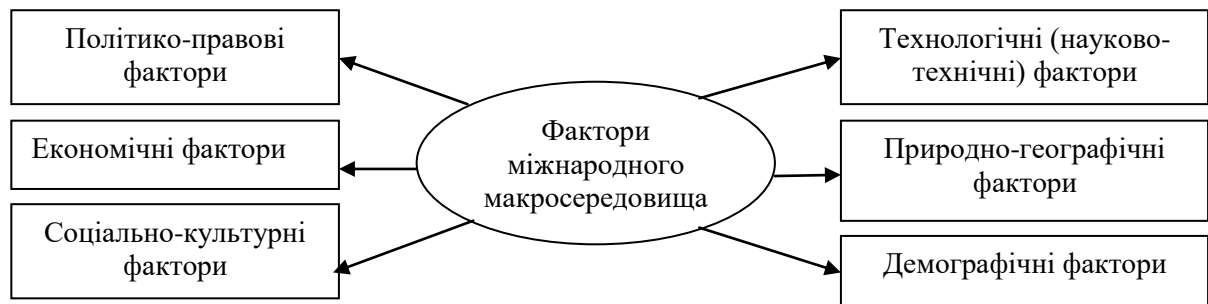 Політико-правові
фактори
Економічні фактори
Соціально-культурні
фактори
Фактори
міжнародного
макросередовища
Технологічні (науково-
технічні) фактори
Природно-географічні
фактори
Демографічні фактори